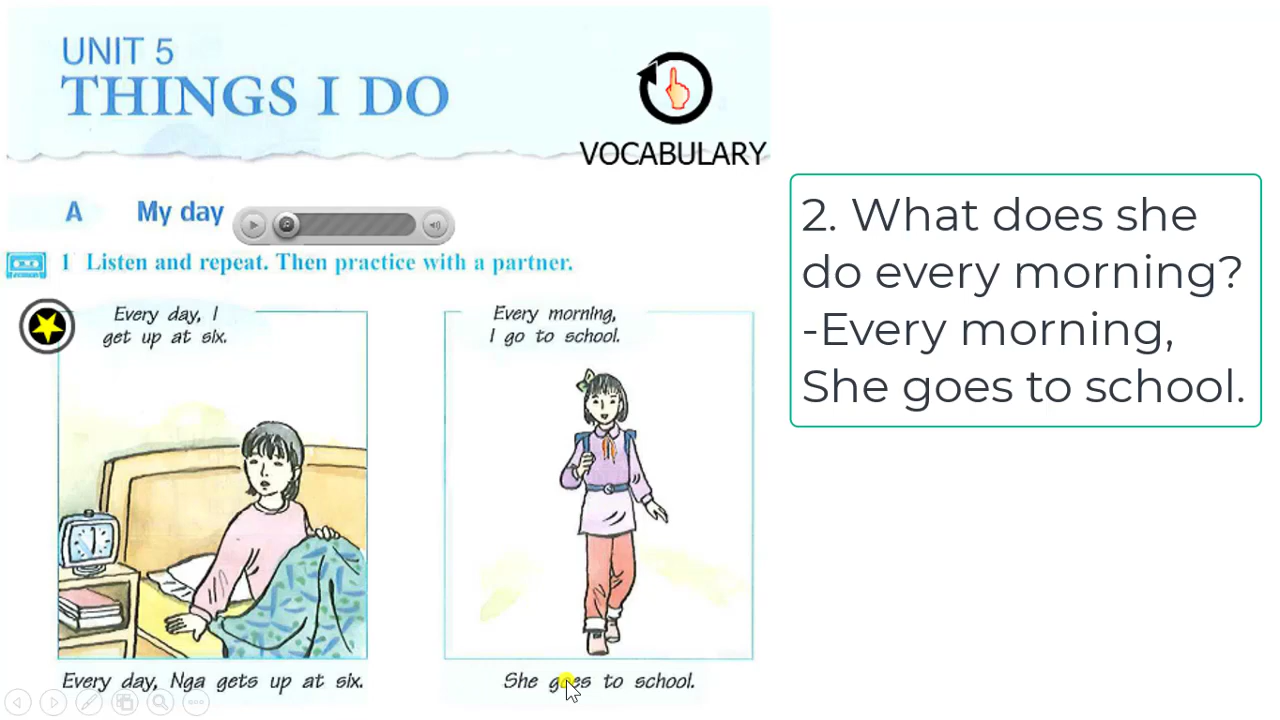 UNIT 5
THINGS I DO
VOCABULARY
A My day
1 Listen and repeat. Then practice with a partner.
Every day, I
get up at six.
Every morning,
I go to school.
Every day, Nga gets up at six.
She goes to school.
2. What does she
do every morning?
-Every morning,
She goes to school.